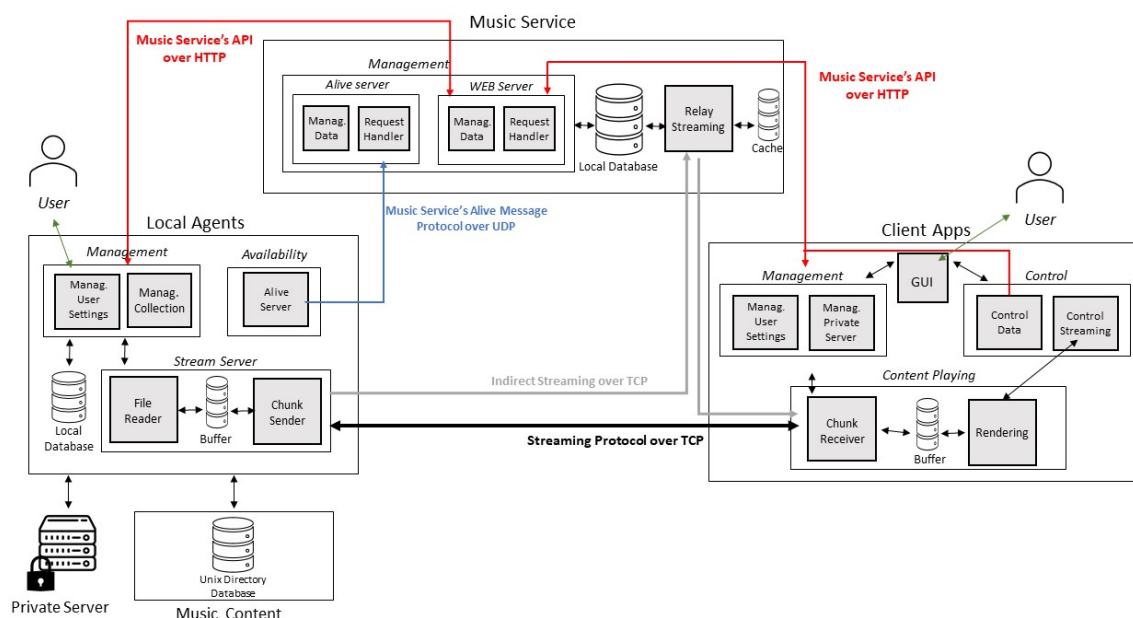 Music Service
Music Service's API
over HTTP
Management
Alive server
WEB Server
Manag.
Data
Request
Handler
Manag.
Data
Request
Handler
Local Database
Relay
Streaming
Cache
Music Service's API
over HTTP
User
User
Music Service's Alive Message
Protocol over UDP
Local Agents
Management
Manag.
User
Settings
Manag.
Collection
Availability
Alive
Server
Stream Server
File
Reader
Buffer
Chunk
Sender
Local
Database
Indirect Streaming over TCP
Streaming Protocol over TCP
Client Apps
Management
Manag.
User
Settings
Manag.
Private
Server
GUI
Control
Control
Data
Control
Streaming
Content Playing
Chunk
Receiver
Buffer
Rendering
Private Server
Unix Directory
Database
Music Content